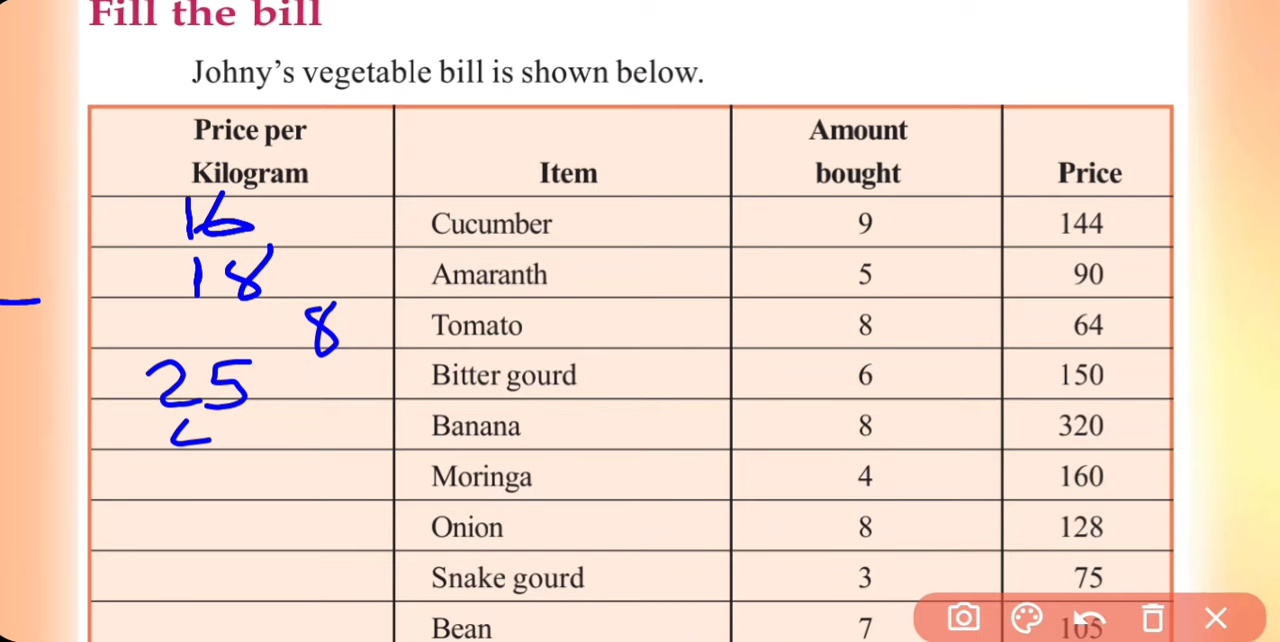 Fill the bill
Johny's vegetable bill is shown below.
Price per Kilogram Item Amount bought Price
16 Cucumber 9 144
18 Amaranth 5 90
8 Tomato 8 64
25 Bitter gourd 6 150
Banana 8 320
Moringa 4 160
Onion 8 128
Snake gourd 3 75
Bean 7 105